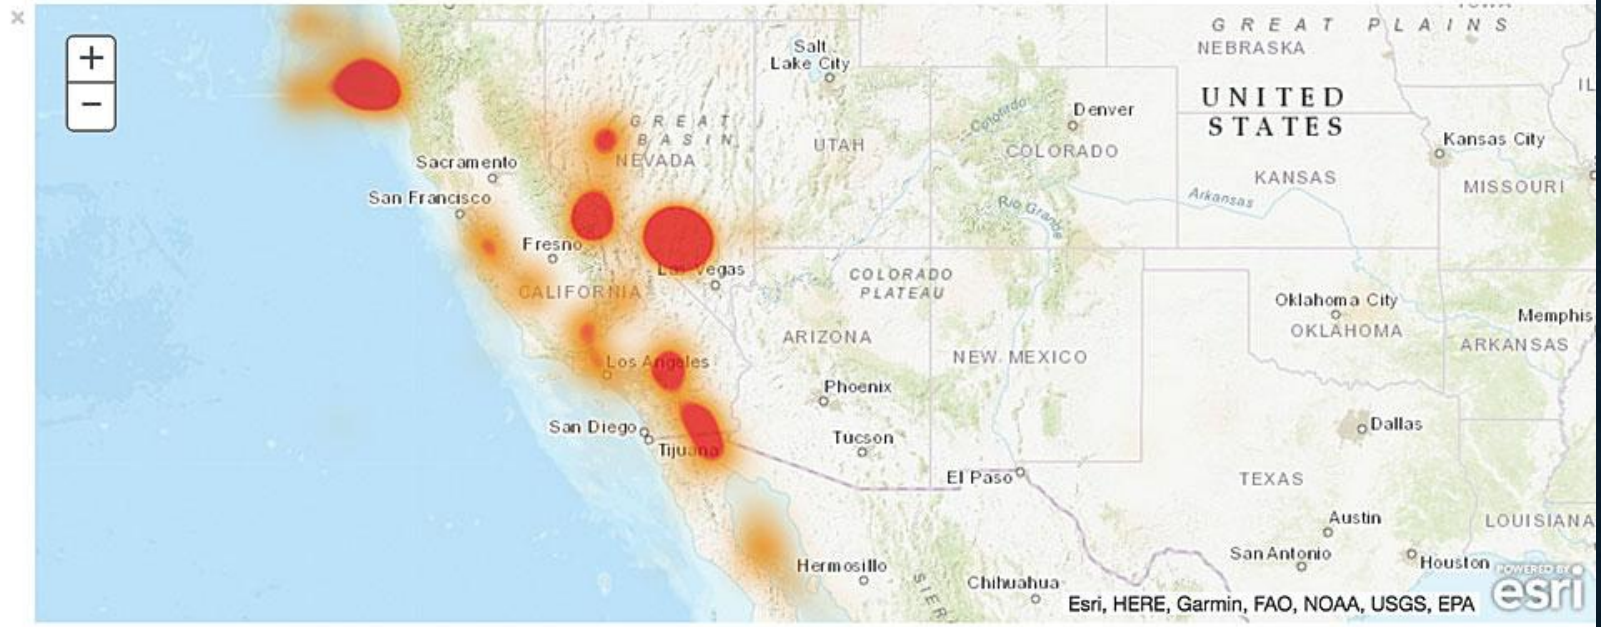 ×
+
−
GREAT PLAINS
NEBRASKA
Salt
Lake City
UNITED
STATES
Colorado
Denver
GREAT
BASIN
NEVADA
UTAH
COLORADO
Kansas City
KANSAS
MISSOURI
Sacramento
San Francisco
Arkansas
Rio Grande
Fresno
Las Vegas
CALIFORNIA
COLORADO
PLATEAU
Oklahoma City
OKLAHOMA
Memphis
ARKANSAS
ARIZONA
NEW MEXICO
Los Angeles
Phoenix
San Diego
Tijuana
Tucson
Dallas
El Paso
TEXAS
Austin
LOUISIANA
San Antonio
Houston
Hermosillo
Chihuahua
SIER
IL
POWERED BY
esri
Esri, HERE, Garmin, FAO, NOAA, USGS, EPA